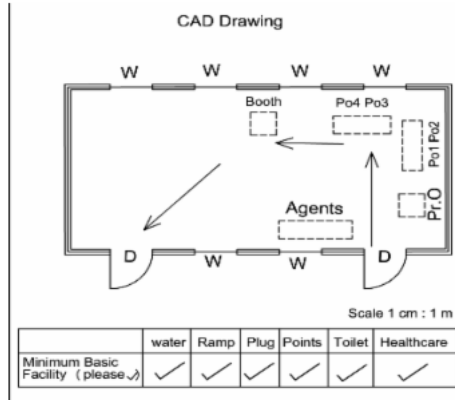 CAD Drawing
W W W W
Booth Po4 Po3
Po1 Po2
Pr.O
Agents
D W W D
Scale 1 cm : 1 m
water Ramp Plug Points Toilet Healthcare
Minimum Basic
Facility (please ✓) ✓ ✓ ✓ ✓ ✓ ✓